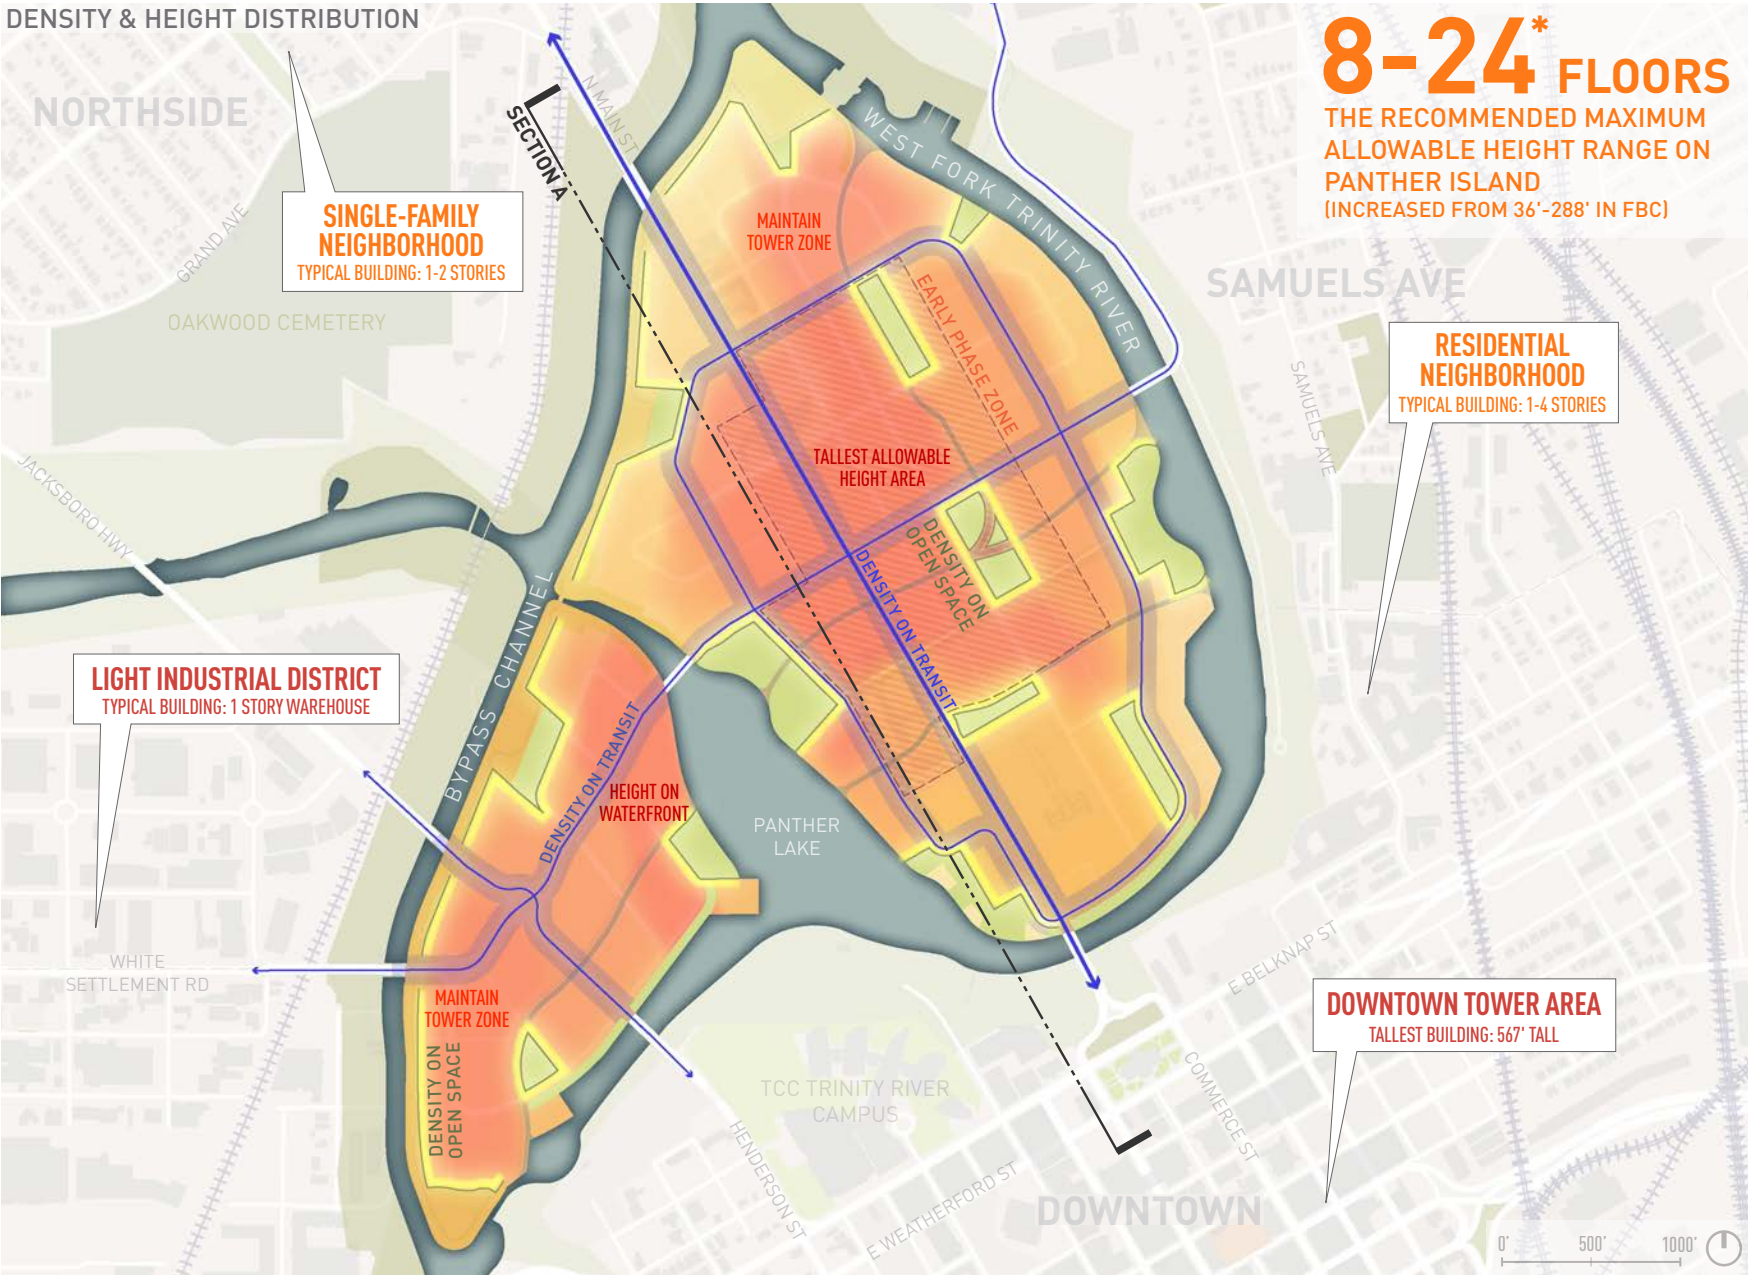 DENSITY & HEIGHT DISTRIBUTION
8-24* FLOORS
THE RECOMMENDED MAXIMUM
ALLOWABLE HEIGHT RANGE ON
PANTHER ISLAND
(INCREASED FROM 36'-288' IN FBC)
NORTHSIDE
N MAIN ST
SECTION A
WEST FORK TRINITY RIVER
SINGLE-FAMILY
NEIGHBORHOOD
TYPICAL BUILDING: 1-2 STORIES
GRAND AVE
OAKWOOD CEMETERY
MAINTAIN
TOWER ZONE
EARLY PHASE ZONE
SAMUELS AVE
RESIDENTIAL
NEIGHBORHOOD
TYPICAL BUILDING: 1-4 STORIES
SAMUELS AVE
JACKSBORO HWY
TALLEST ALLOWABLE
HEIGHT AREA
DENSITY ON
OPEN SPACE
DENSITY ON TRANSIT
BYPASS CHANNEL
LIGHT INDUSTRIAL DISTRICT
TYPICAL BUILDING: 1 STORY WAREHOUSE
DENSITY ON TRANSIT
HEIGHT ON
WATERFRONT
PANTHER
LAKE
WHITE
SETTLEMENT RD
MAINTAIN
TOWER ZONE
DENSITY ON
OPEN SPACE
E BELKNAP ST
DOWNTOWN TOWER AREA
TALLEST BUILDING: 567' TALL
TCC TRINITY RIVER
CAMPUS
COMMERCE ST
HENDERSON ST
E WEATHERFORD ST
DOWNTOWN
0' 500' 1000'